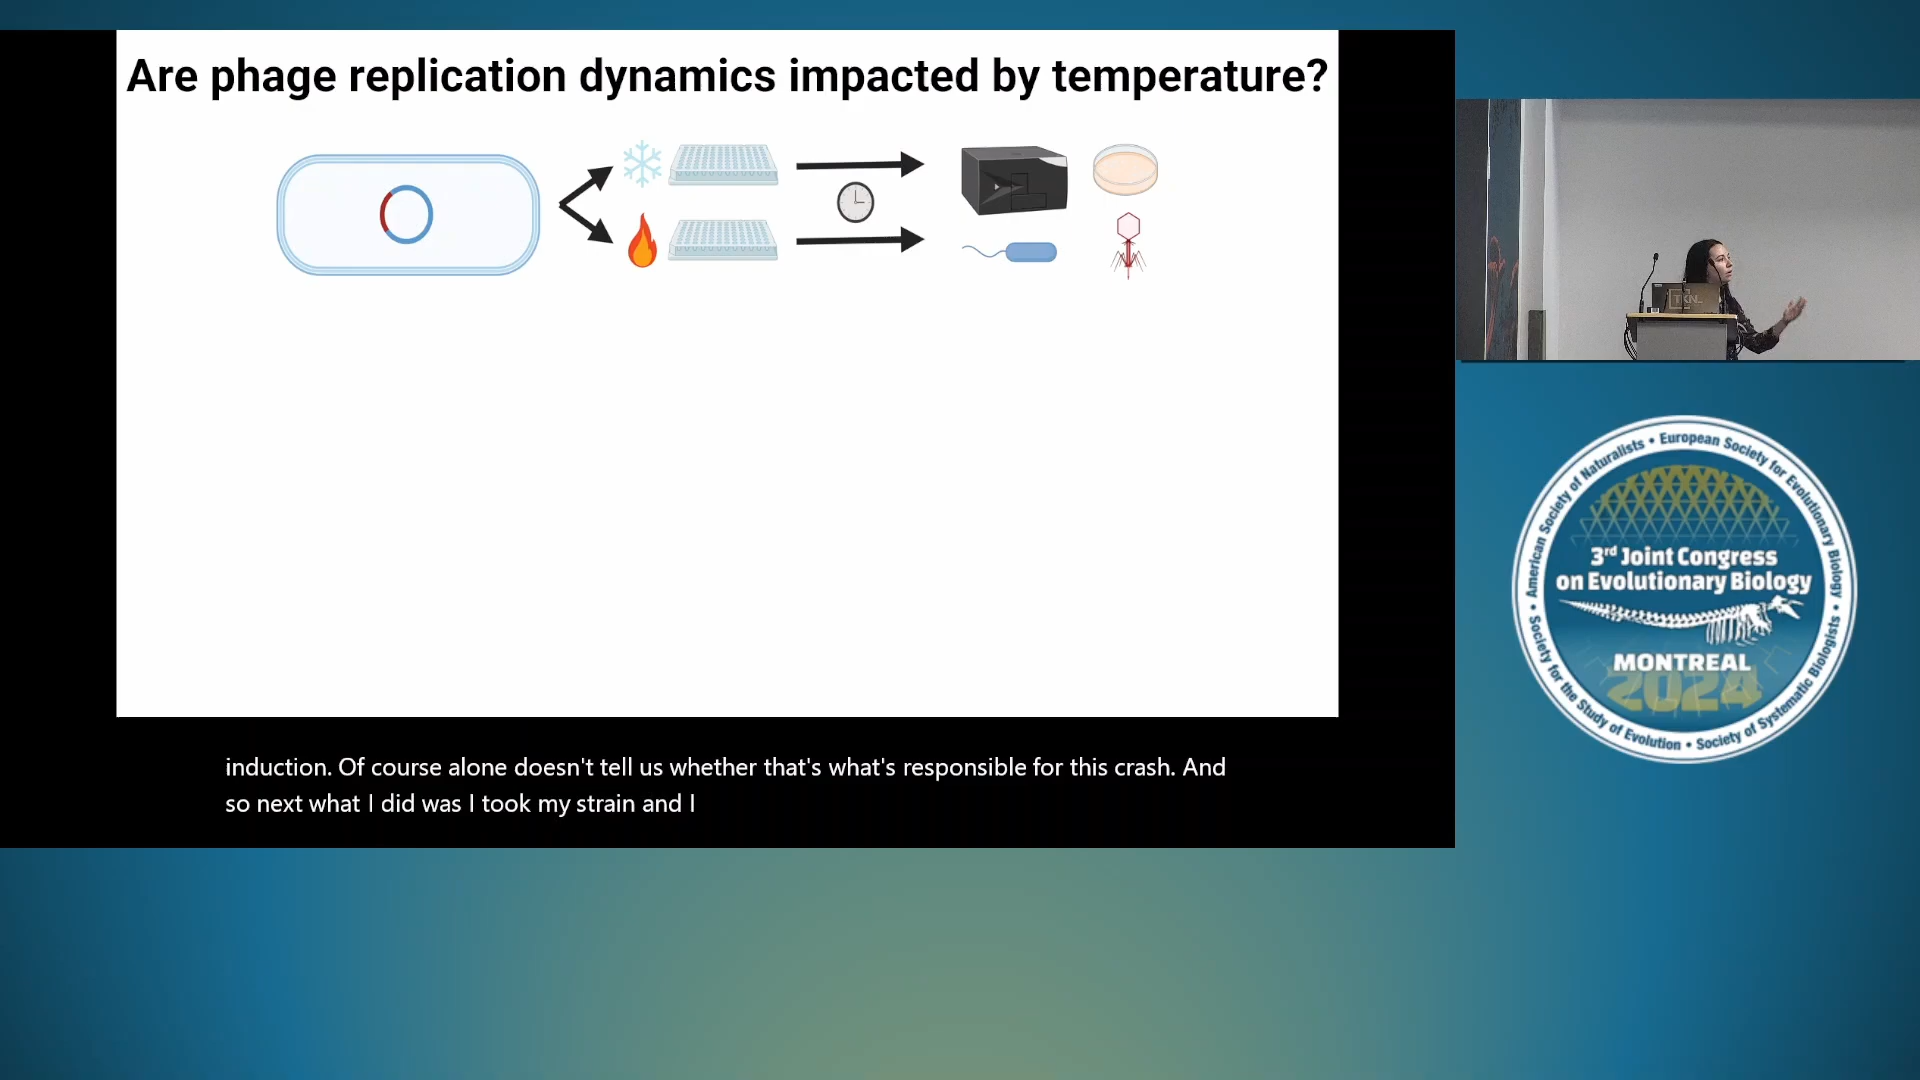 Are phage replication dynamics impacted by temperature?
TKN
American Society of Naturalists • European Society for Evolutionary Biology • Society of Systematic Biologists • Society for the Study of Evolution •
3rd Joint Congress
on Evolutionary Biology
MONTREAL
2024
induction. Of course alone doesn't tell us whether that's what's responsible for this crash. And
so next what I did was I took my strain and I